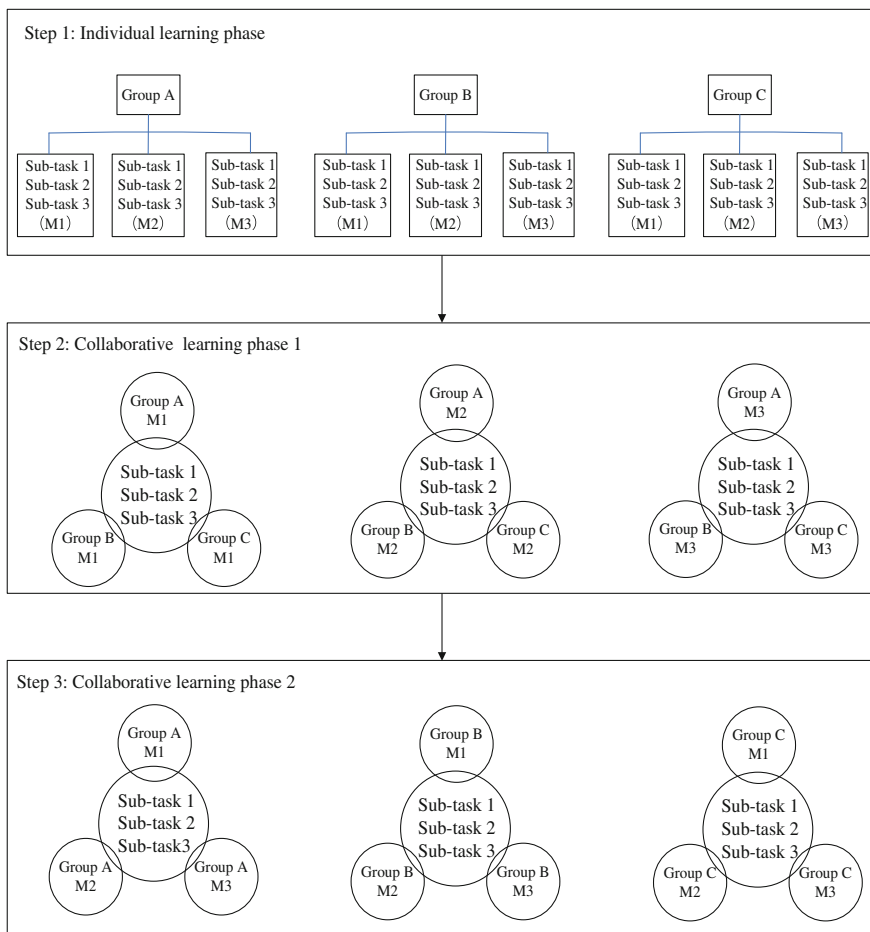 Step 1: Individual learning phase
Group A
Group B
Group C
Sub-task 1
Sub-task 2
Sub-task 3
(M1)
Sub-task 1
Sub-task 2
Sub-task 3
(M2)
Sub-task 1
Sub-task 2
Sub-task 3
(M3)
Sub-task 1
Sub-task 2
Sub-task 3
(M1)
Sub-task 1
Sub-task 2
Sub-task 3
(M2)
Sub-task 1
Sub-task 2
Sub-task 3
(M3)
Sub-task 1
Sub-task 2
Sub-task 3
(M1)
Sub-task 1
Sub-task 2
Sub-task 3
(M2)
Sub-task 1
Sub-task 2
Sub-task 3
(M3)
Step 2: Collaborative learning phase 1
Group A
M1
Sub-task 1
Sub-task 2
Sub-task 3
Group B
M1
Group C
M1
Group A
M2
Sub-task 1
Sub-task 2
Sub-task 3
Group B
M2
Group C
M2
Group A
M3
Sub-task 1
Sub-task 2
Sub-task 3
Group B
M3
Group C
M3
Step 3: Collaborative learning phase 2
Group A
M1
Sub-task 1
Sub-task 2
Sub-task3
Group A
M2
Group A
M3
Group B
M1
Sub-task 1
Sub-task 2
Sub-task 3
Group B
M2
Group B
M3
Group C
M1
Sub-task 1
Sub-task 2
Sub-task 3
Group C
M2
Group C
M3